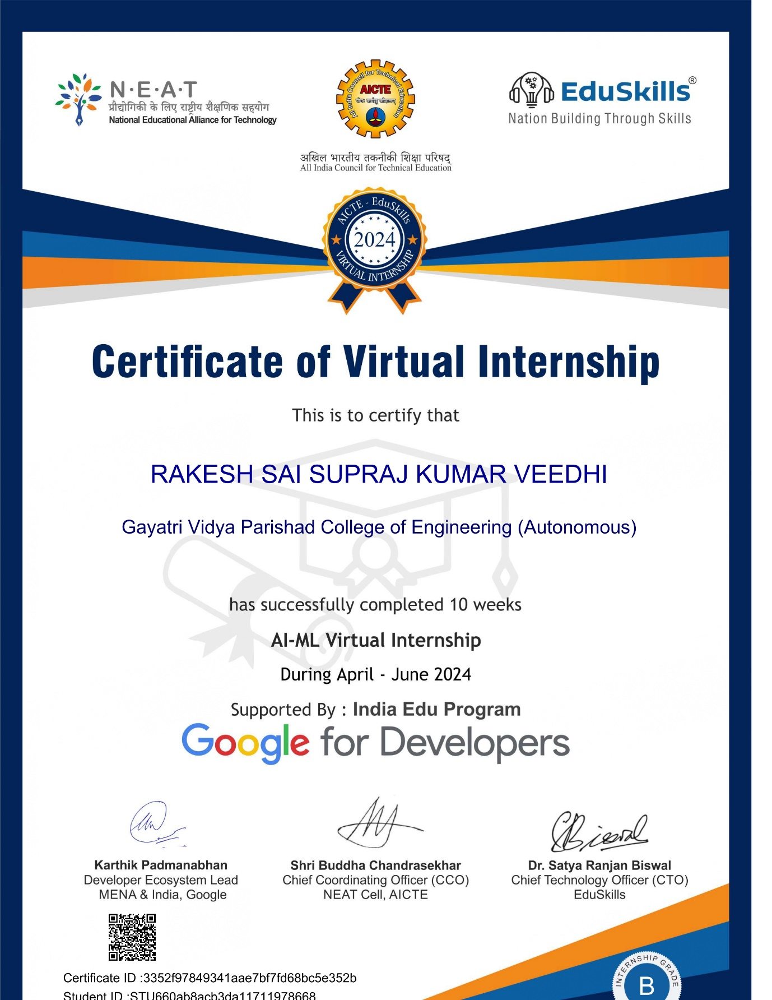 N·E·A·T
प्रौद्योगिकी के लिए राष्ट्रीय शैक्षणिक सहयोग
National Educational Alliance for Technology
All India Council for Technical Education
AICTE
योगः कर्मसु कौशलम्
अखिल भारतीय तकनीकी शिक्षा परिषद्
All India Council for Technical Education
EduSkills®
Nation Building Through Skills
AICTE - EduSkills
2024
VIRTUAL INTERNSHIP
Certificate of Virtual Internship
This is to certify that
RAKESH SAI SUPRAJ KUMAR VEEDHI
Gayatri Vidya Parishad College of Engineering (Autonomous)
has successfully completed 10 weeks
AI-ML Virtual Internship
During April - June 2024
Supported By : India Edu Program
Google for Developers
Karthik Padmanabhan
Developer Ecosystem Lead
MENA & India, Google
Shri Buddha Chandrasekhar
Chief Coordinating Officer (CCO)
NEAT Cell, AICTE
Dr. Satya Ranjan Biswal
Chief Technology Officer (CTO)
EduSkills
Certificate ID :3352f97849341aae7bf7fd68bc5e352b
Student ID :STU660ab8acb3da11711978668
INTERNSHIP GRADE
B